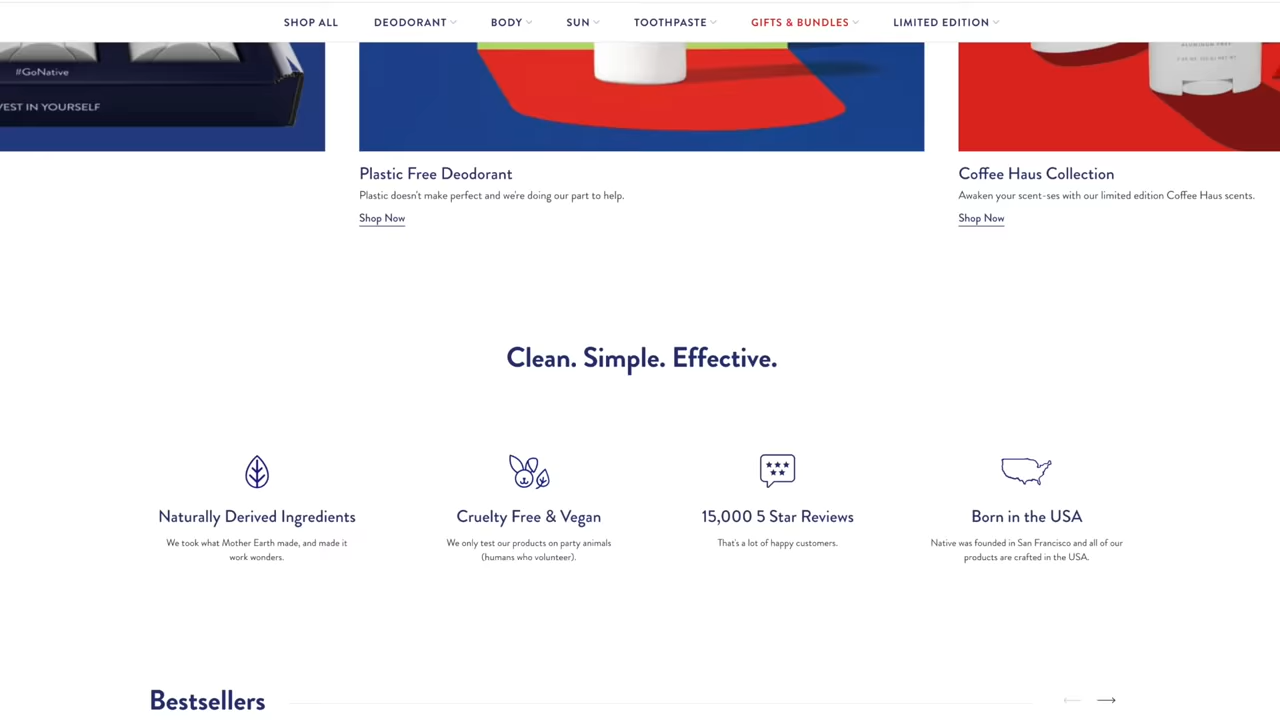 SHOP ALL
DEODORANT
BODY
SUN
TOOTHPASTE
GIFTS & BUNDLES
LIMITED EDITION
#GoNative
VEST IN YOURSELF
ALUMINUM FREE
Plastic Free Deodorant
Plastic doesn't make perfect and we're doing our part to help.
Shop Now
Coffee Haus Collection
Awaken your scent-ses with our limited edition Coffee Haus scents.
Shop Now
Clean. Simple. Effective.
Naturally Derived Ingredients
We took what Mother Earth made, and made it
work wonders.
Cruelty Free & Vegan
We only test our products on party animals
(humans who volunteer).
15,000 5 Star Reviews
That's a lot of happy customers.
Born in the USA
Native was founded in San Francisco and all of our
products are crafted in the USA.
Bestsellers